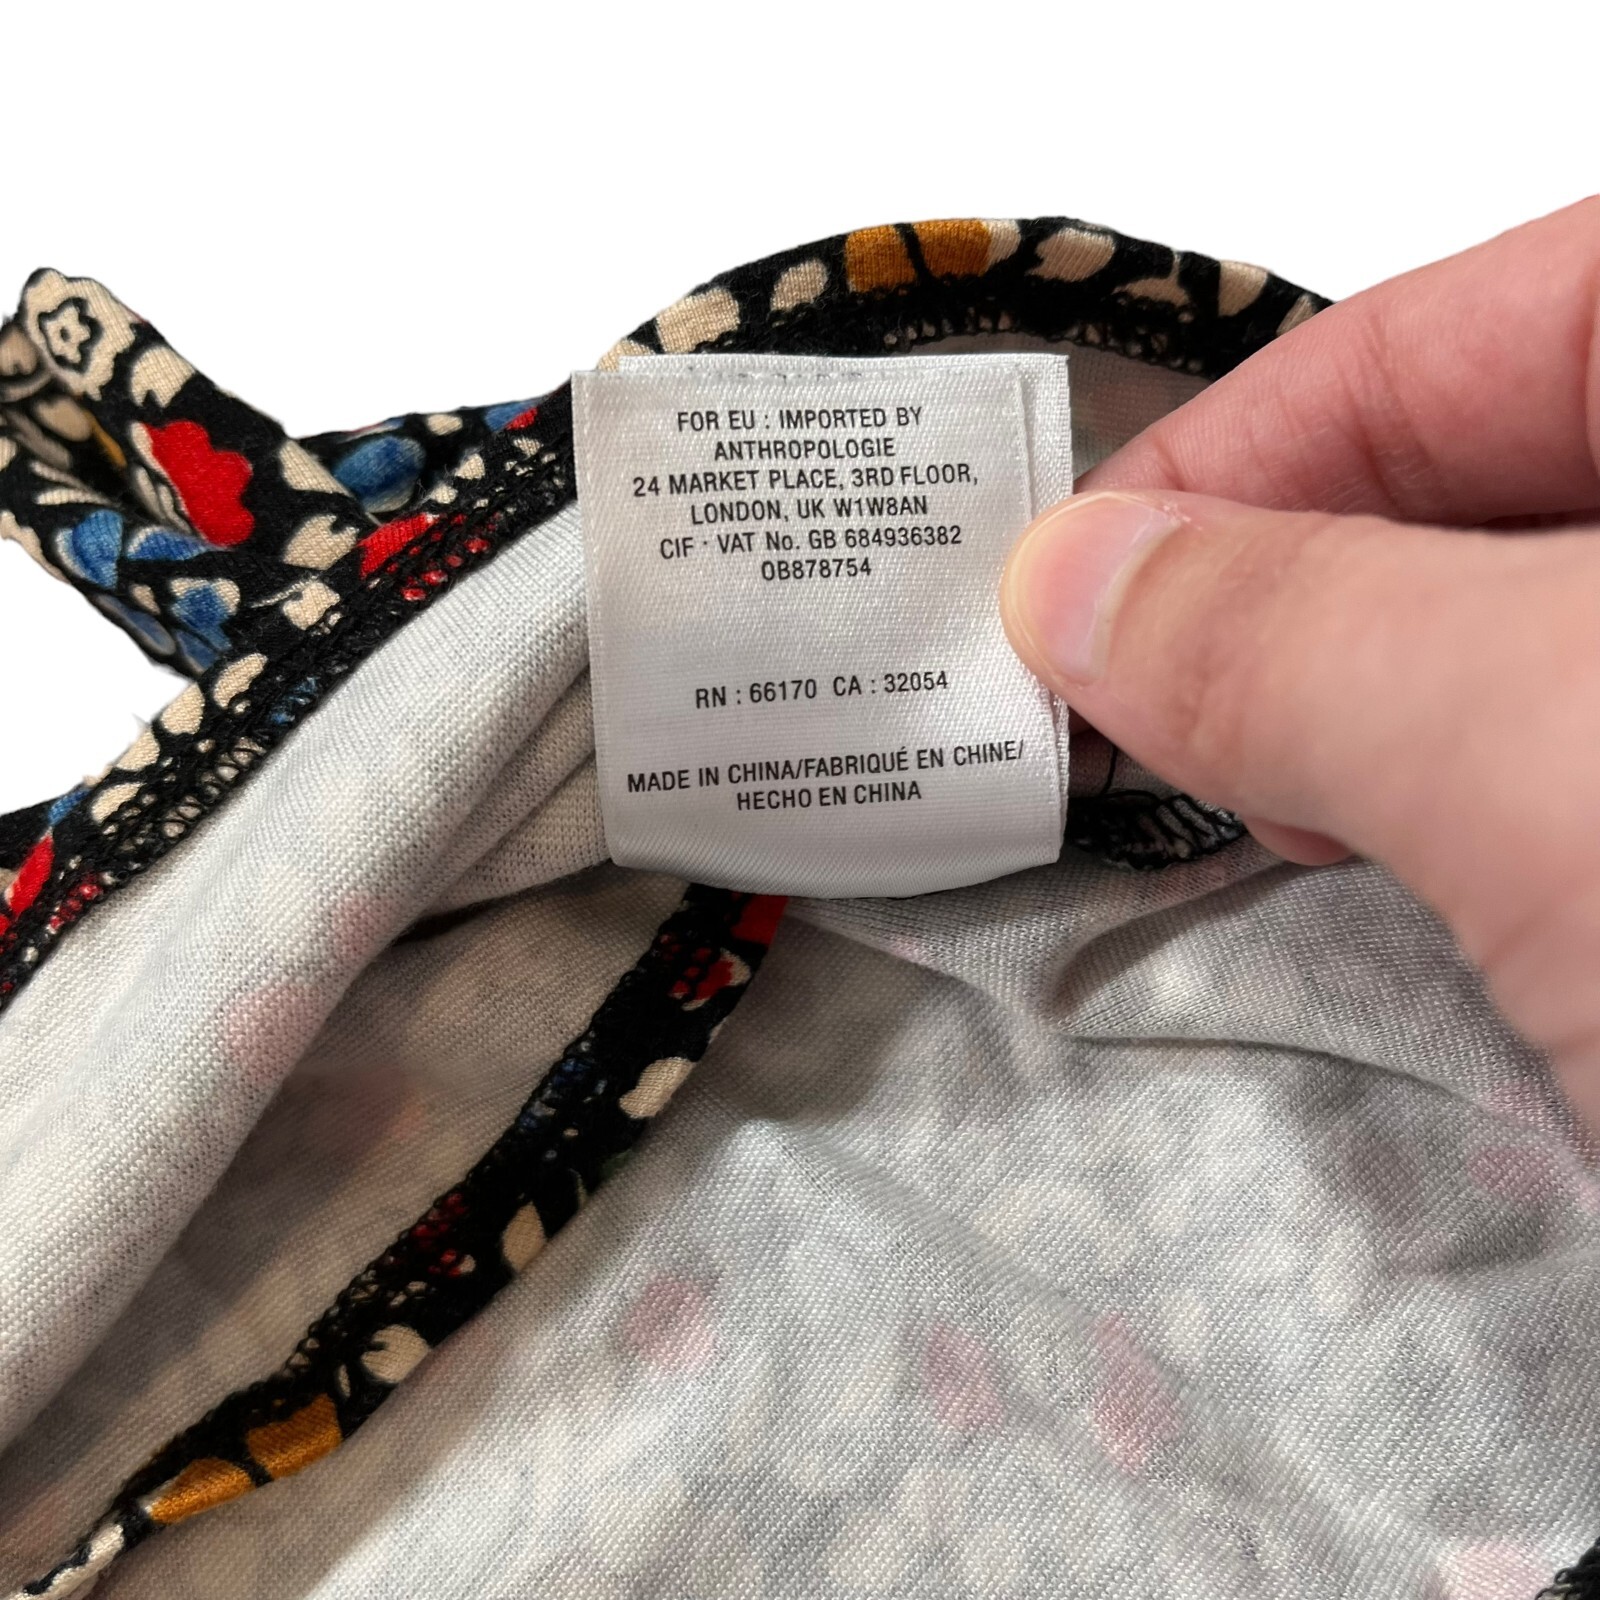 FOR EU : IMPORTED BY
ANTHROPOLOGIE
24 MARKET PLACE, 3RD FLOOR,
LONDON, UK W1W8AN
CIF · VAT No. GB 684936382
OB878754
RN : 66170 CA : 32054
MADE IN CHINA/FABRIQUÉ EN CHINE/
HECHO EN CHINA